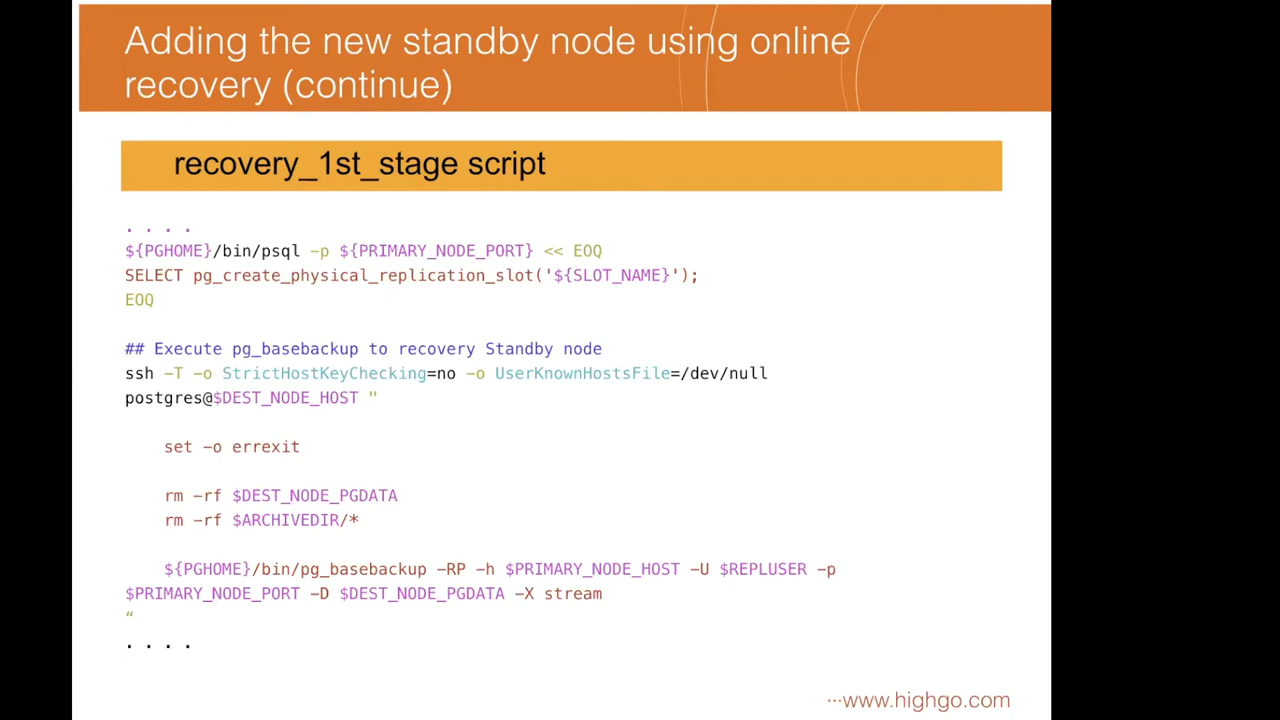 Adding the new standby node using online
recovery (continue)
recovery_1st_stage script
. . . .
${PGHOME}/bin/psql -p ${PRIMARY_NODE_PORT} << EOQ
SELECT pg_create_physical_replication_slot('${SLOT_NAME}');
EOQ
## Execute pg_basebackup to recovery Standby node
ssh -T -o StrictHostKeyChecking=no -o UserKnownHostsFile=/dev/null
postgres@$DEST_NODE_HOST "
set -o errexit
rm -rf $DEST_NODE_PGDATA
rm -rf $ARCHIVEDIR/*
${PGHOME}/bin/pg_basebackup -RP -h $PRIMARY_HOST -U $REPLUSER -p
$PRIMARY_NODE_PORT -D $DEST_NODE_PGDATA -X stream
“
. . . .
···www.highgo.com